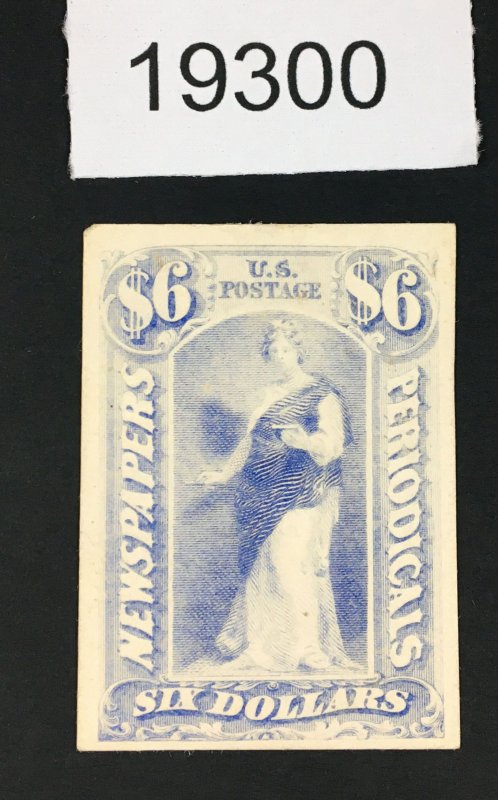 19300
$6 U.S. $6
POSTAGE
NEWSPAPERS
PERIODICALS
SIX DOLLARS